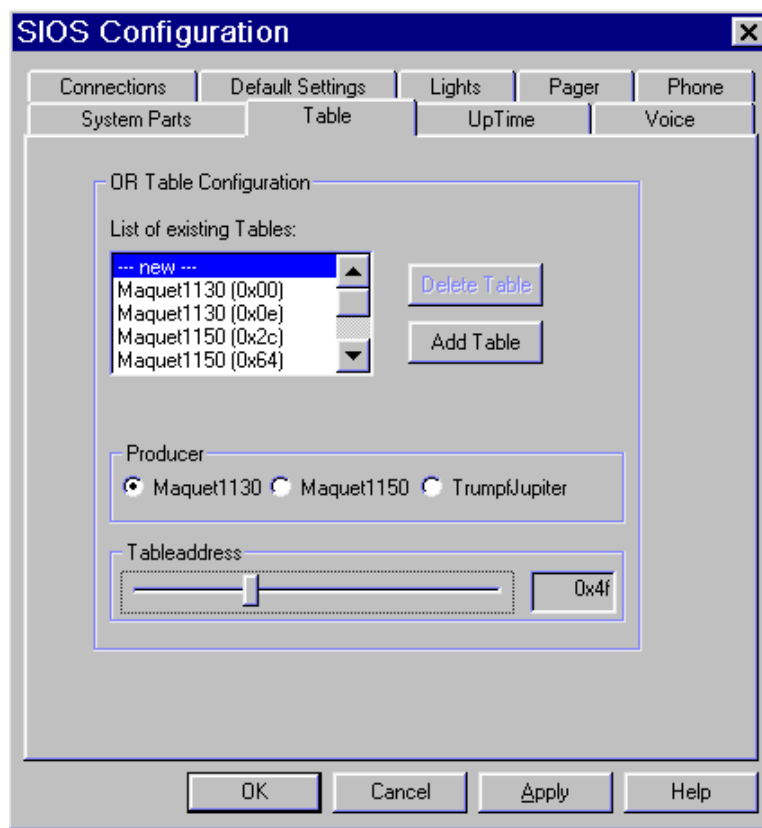 SIOS Configuration
Connections Default Settings Lights Pager Phone
System Parts Table UpTime Voice
OR Table Configuration
List of existing Tables:
--- new ---
Maquet1130 (0x00)
Maquet1130 (0x0e)
Maquet1150 (0x2c)
Maquet1150 (0x64)
Delete Table
Add Table
Producer
Maquet1130 Maquet1150 TrumpfJupiter
Tableaddress
0x4f
OK Cancel Apply Help